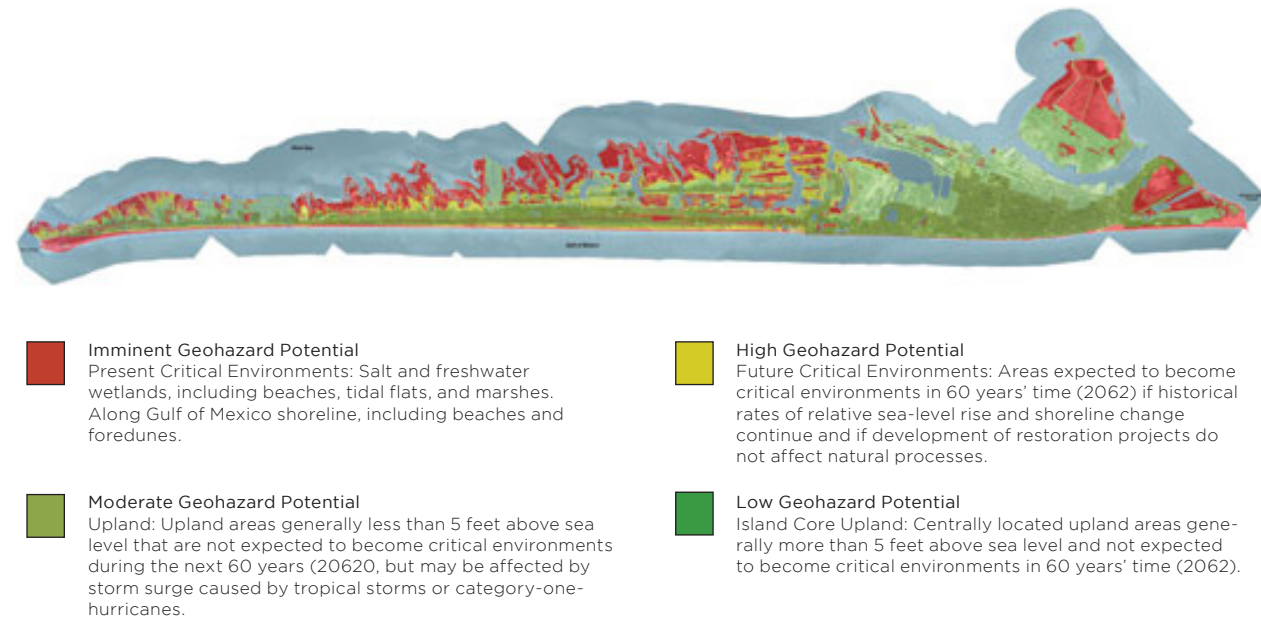 Imminent Geohazard Potential
Present Critical Environments: Salt and freshwater
wetlands, including beaches, tidal flats, and marshes.
Along Gulf of Mexico shoreline, including beaches and
foredunes.
High Geohazard Potential
Future Critical Environments: Areas expected to become
critical environments in 60 years’ time (2062) if historical
rates of relative sea-level rise and shoreline change
continue and if development of restoration projects do
not affect natural processes.
Moderate Geohazard Potential
Upland: Upland areas generally less than 5 feet above sea
level that are not expected to become critical environments
during the next 60 years (20620, but may be affected by
storm surge caused by tropical storms or category-one-
hurricanes.
Low Geohazard Potential
Island Core Upland: Centrally located upland areas gene-
rally more than 5 feet above sea level and not expected
to become critical environments in 60 years’ time (2062).